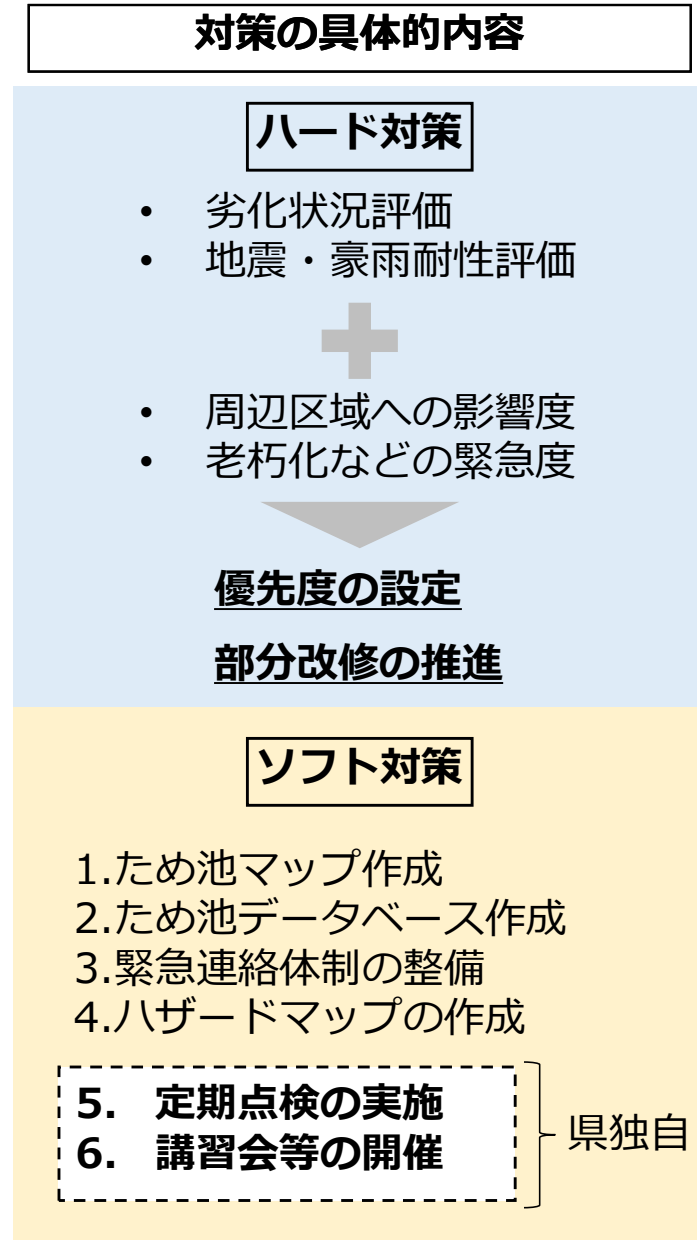 対策の具体的内容
ハード対策
• 劣化状況評価
• 地震・豪雨耐性評価
• 周辺区域への影響度
• 老朽化などの緊急度
優先度の設定
部分改修の推進
ソフト対策
1.ため池マップ作成
2.ため池データベース作成
3.緊急連絡体制の整備
4.ハザードマップの作成
5. 定期点検の実施
6. 講習会等の開催
県独自